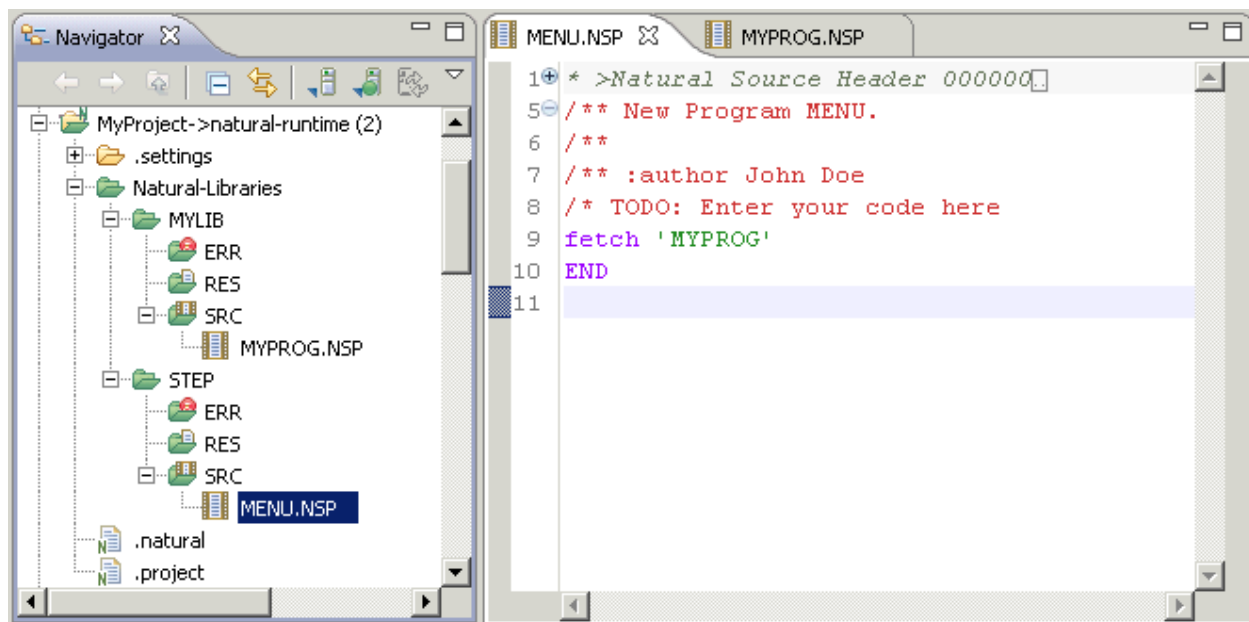 Navigator
MyProject->natural-runtime (2)
.settings
Natural-Libraries
MYLIB
ERR
RES
SRC
MYPROG.NSP
STEP
ERR
RES
SRC
MENU.NSP
.natural
.project
MENU.NSP MYPROG.NSP
1 * >Natural Source Header 000000
5 /** New Program MENU.
6 /**
7 /** :author John Doe
8 /* TODO: Enter your code here
9 fetch 'MYPROG'
10 END
11